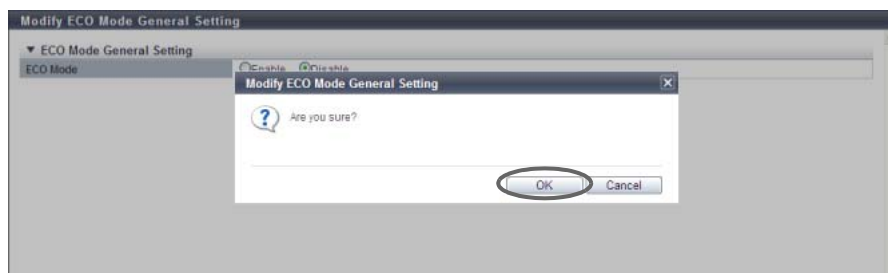 Modify ECO Mode General Setting
▼ ECO Mode General Setting
ECO Mode Enable Disable
Modify ECO Mode General Setting
Are you sure?
OK Cancel